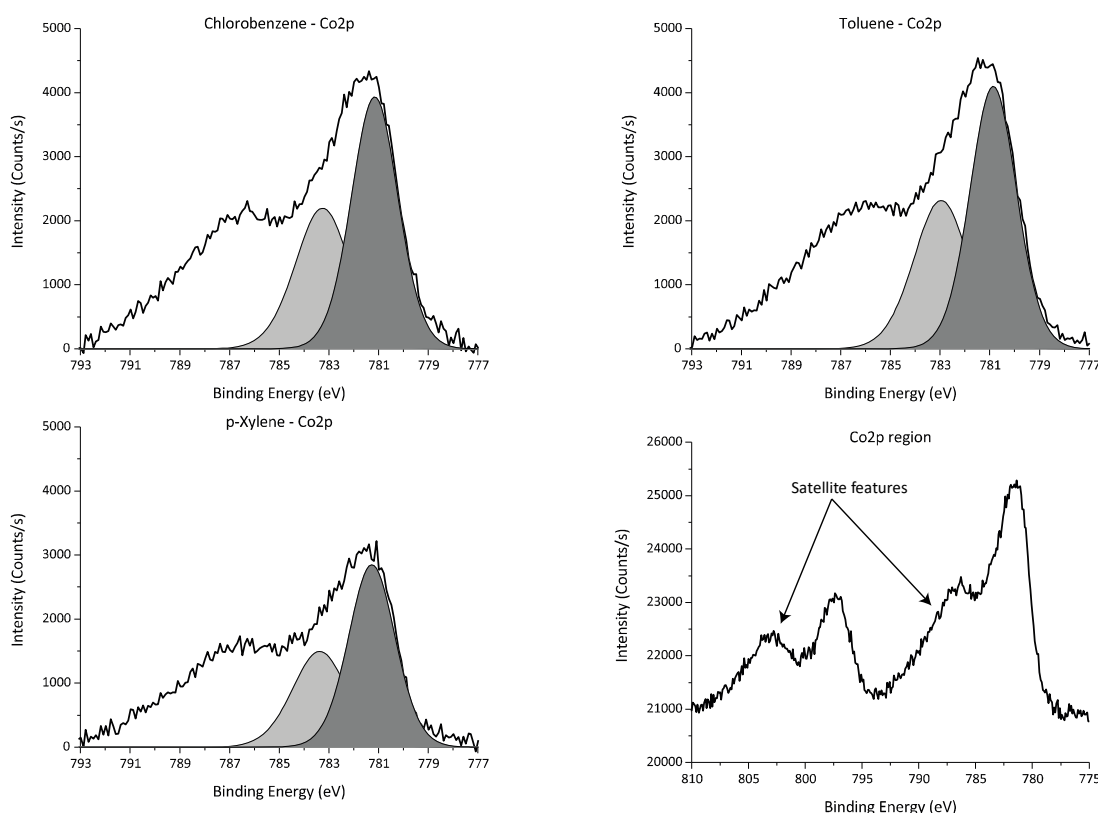 Chlorobenzene - Co2p
5000
4000
3000
2000
1000
0
Intensity (Counts/s)
793 791 789 787 785 783 781 779 777
Binding Energy (eV)
Toluene - Co2p
5000
4000
3000
2000
1000
0
Intensity (Counts/s)
793 791 789 787 785 783 781 779 777
Binding Energy (eV)
p-Xylene - Co2p
5000
4000
3000
2000
1000
0
Intensity (Counts/s)
793 791 789 787 785 783 781 779 777
Binding Energy (eV)
Co2p region
26000
25000
24000
23000
22000
21000
20000
Intensity (Counts/s)
Satellite features
810 805 800 795 790 785 780 775
Binding Energy (eV)